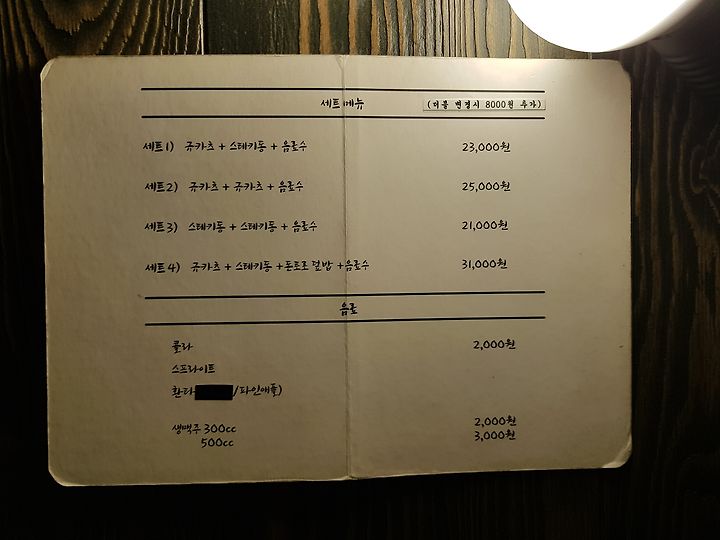 세트메뉴 (더블 변경시 8000원 추가)
세트1) 규카츠 + 스테키동 + 음료수 23,000원
세트2) 규카츠 + 규카츠 + 음료수 25,000원
세트3) 스테키동 + 스테키동 + 음료수 21,000원
세트4) 규카츠 + 스테키동 + 돈토로 덮밥 + 음료수 31,000원
음료
콜라 2,000원
스프라이트
환타 /파인애플)
생맥주 300cc 2,000원
500cc 3,000원